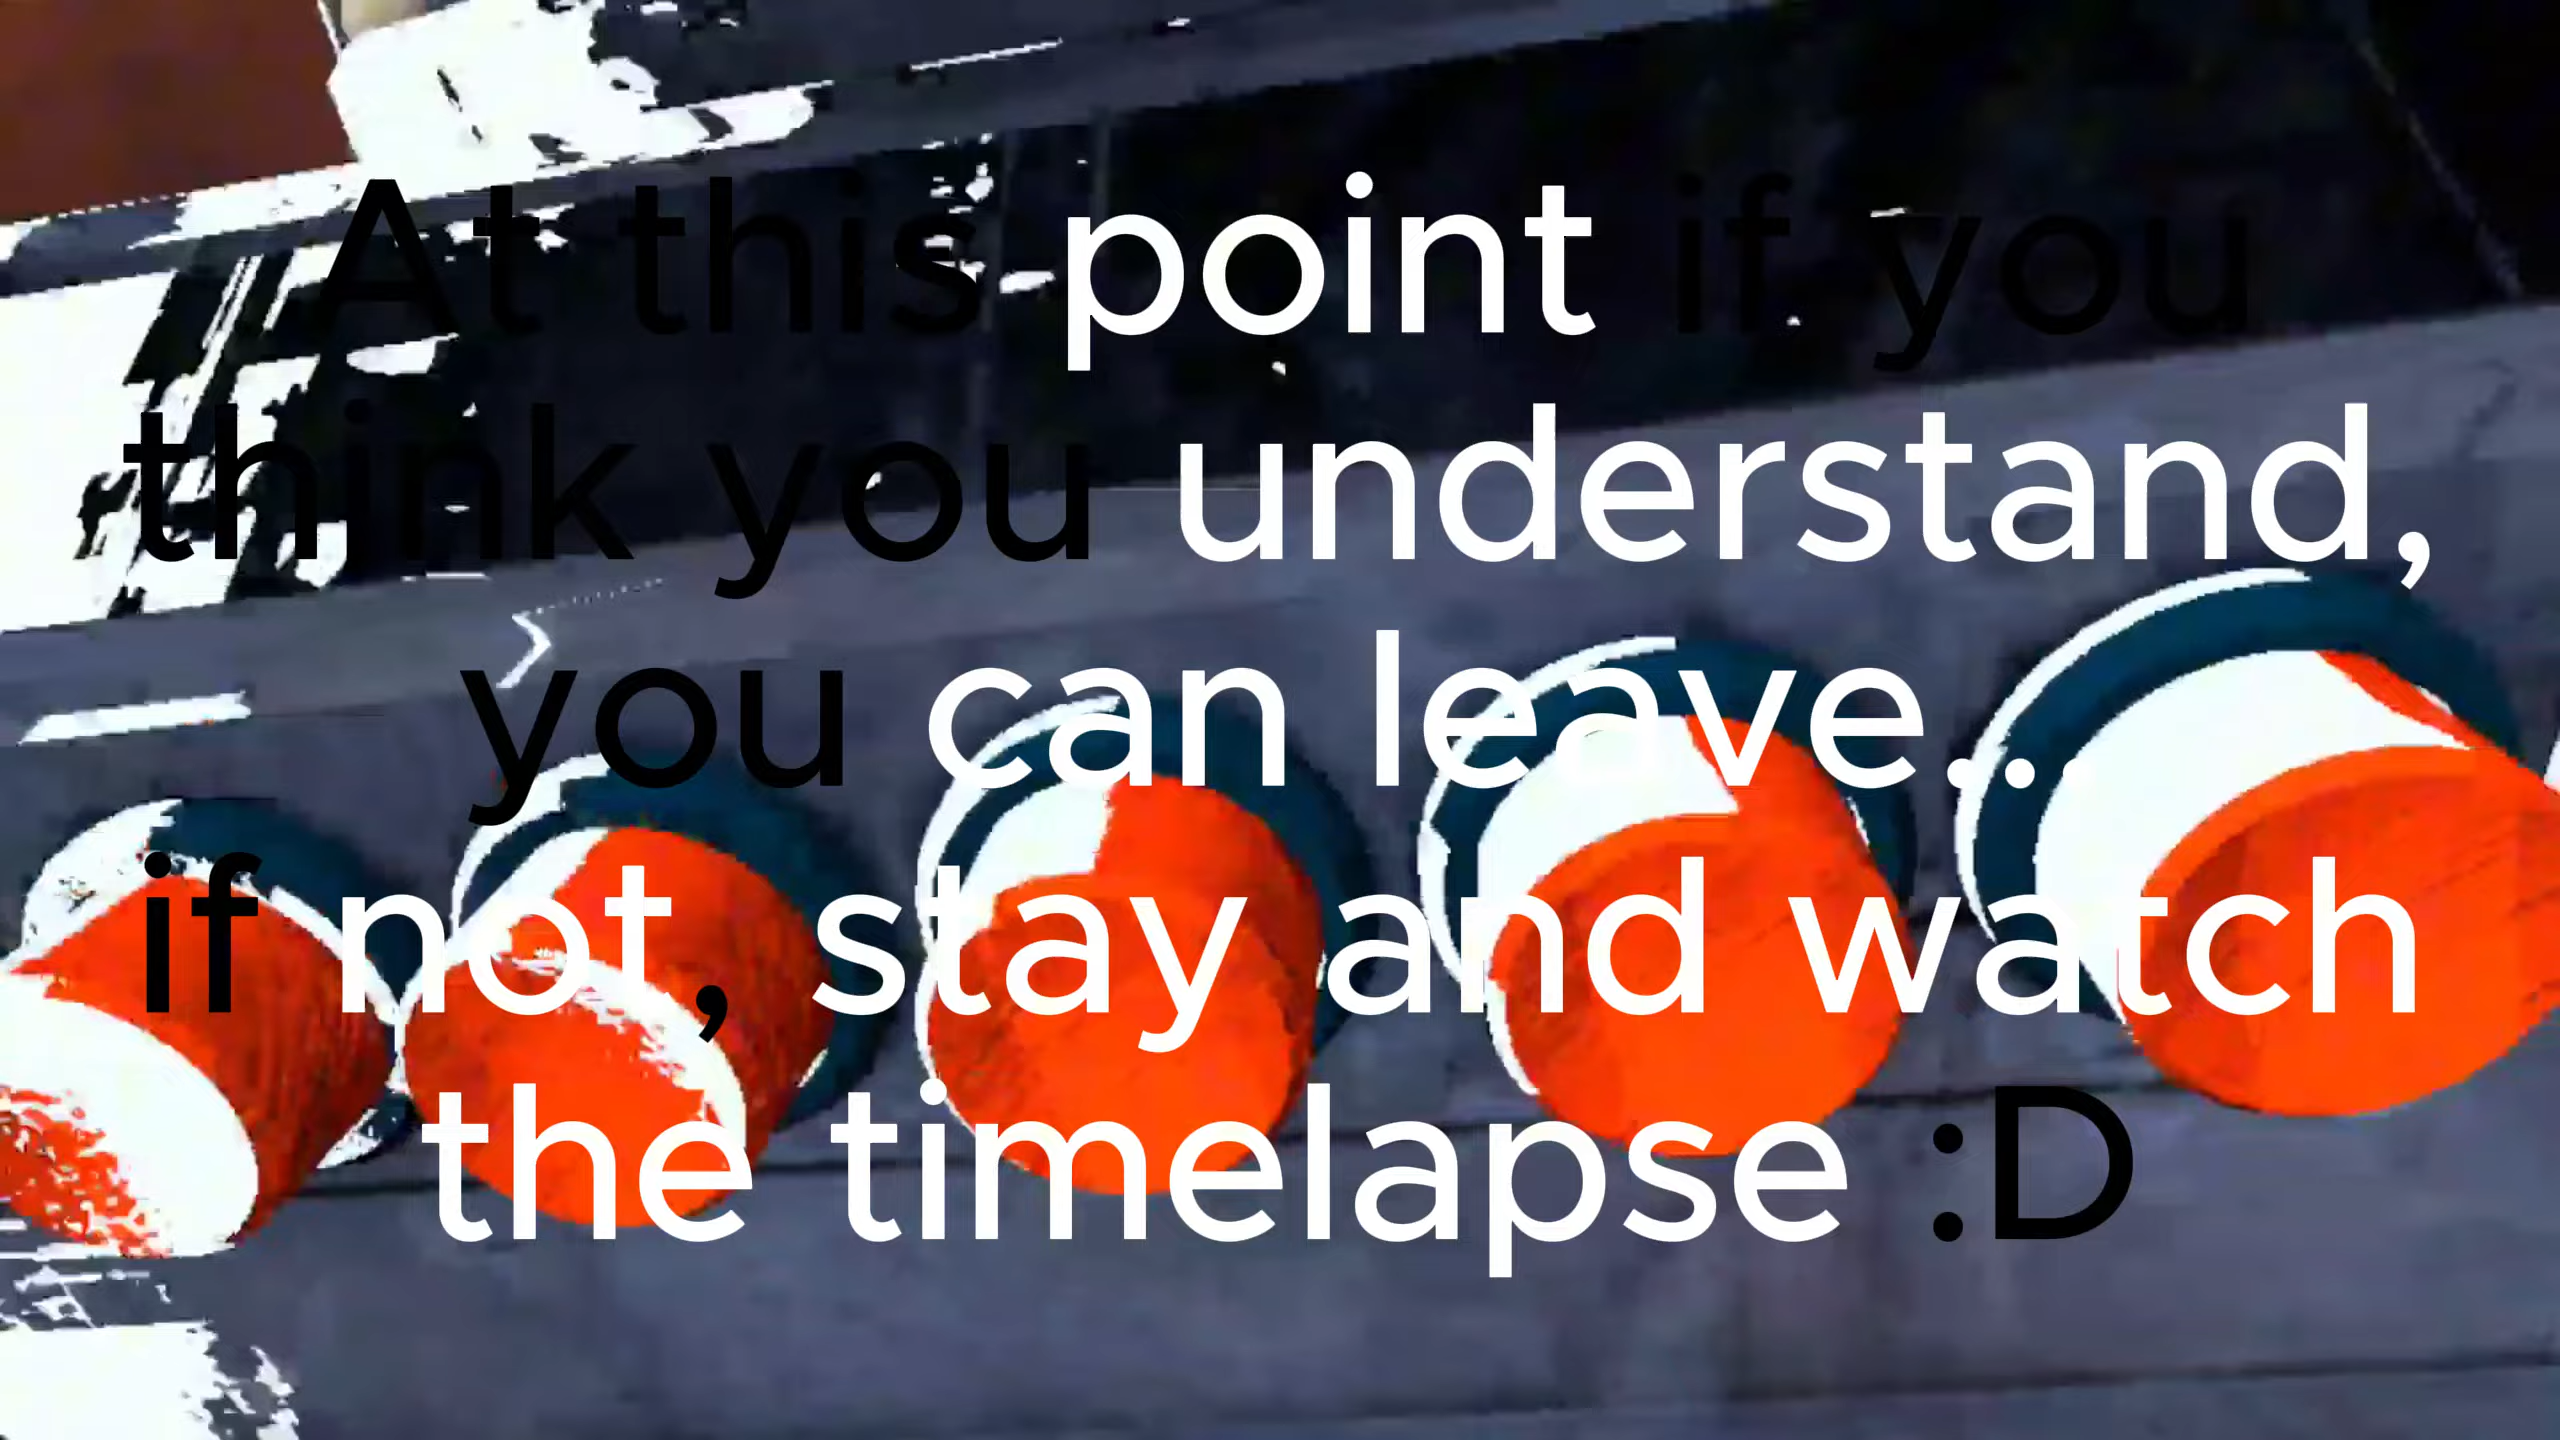 At this point if you
think you understand,
you can leave...
if not, stay and watch
the timelapse :D